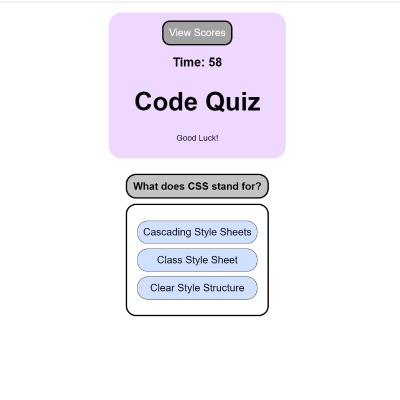 View Scores
Time: 58
Code Quiz
Good Luck!
What does CSS stand for?
Cascading Style Sheets
Class Style Sheet
Clear Style Structure